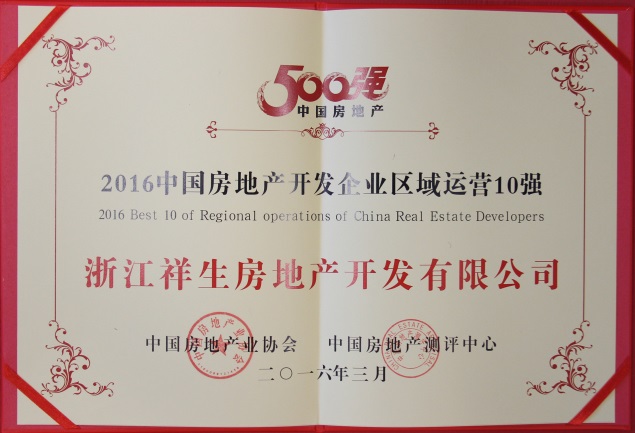 500强
中国房地产
2016中国房地产开发企业区域运营10强
2016 Best 10 of Regional operations of China Real Estate Developers
浙江祥生房地产开发有限公司
中国房地产业协会 中国房地产测评中心
二〇一六年三月